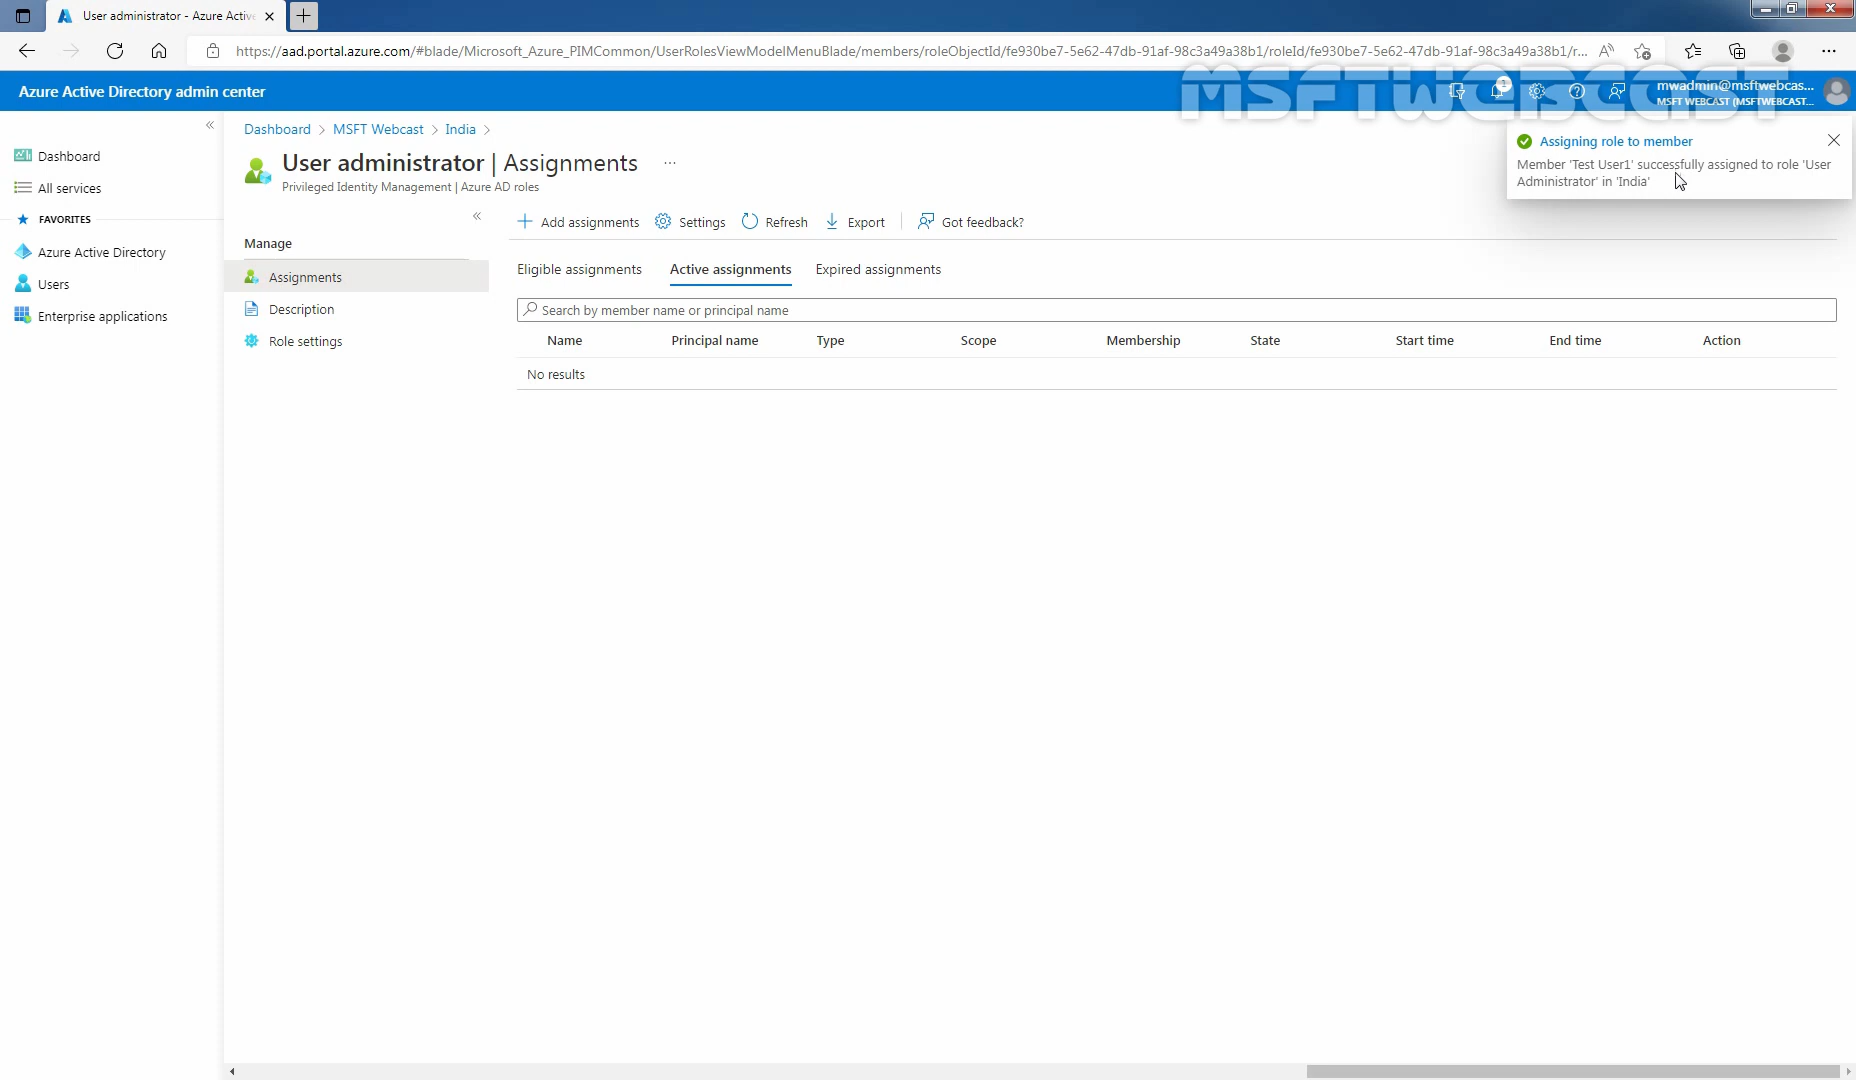 User administrator - Azure Active
https://aad.portal.azure.com/#blade/Microsoft_Azure_PIMCommon/UserRolesViewModelMenuBlade/members/roleObjectId/fe930be7-5e62-47db-91af-98c3a49a38b1/roleId/fe930be7-5e62-47db-91af-98c3a49a38b1/r...
MSFTWEBCAST
Azure Active Directory admin center
1
mwadmin@msftwebcas...
MSFT WEBCAST (MSFTWEBCAST....
Dashboard > MSFT Webcast > India >
User administrator | Assignments ...
Privileged Identity Management | Azure AD roles
Assigning role to member
Member 'Test User1' successfully assigned to role 'User
Administrator' in 'India'
Dashboard
All services
FAVORITES
Azure Active Directory
Users
Enterprise applications
Manage
Assignments
Description
Role settings
Add assignments Settings Refresh Export Got feedback?
Eligible assignments Active assignments Expired assignments
Search by member name or principal name
Name Principal name Type Scope Membership State Start time End time Action
No results